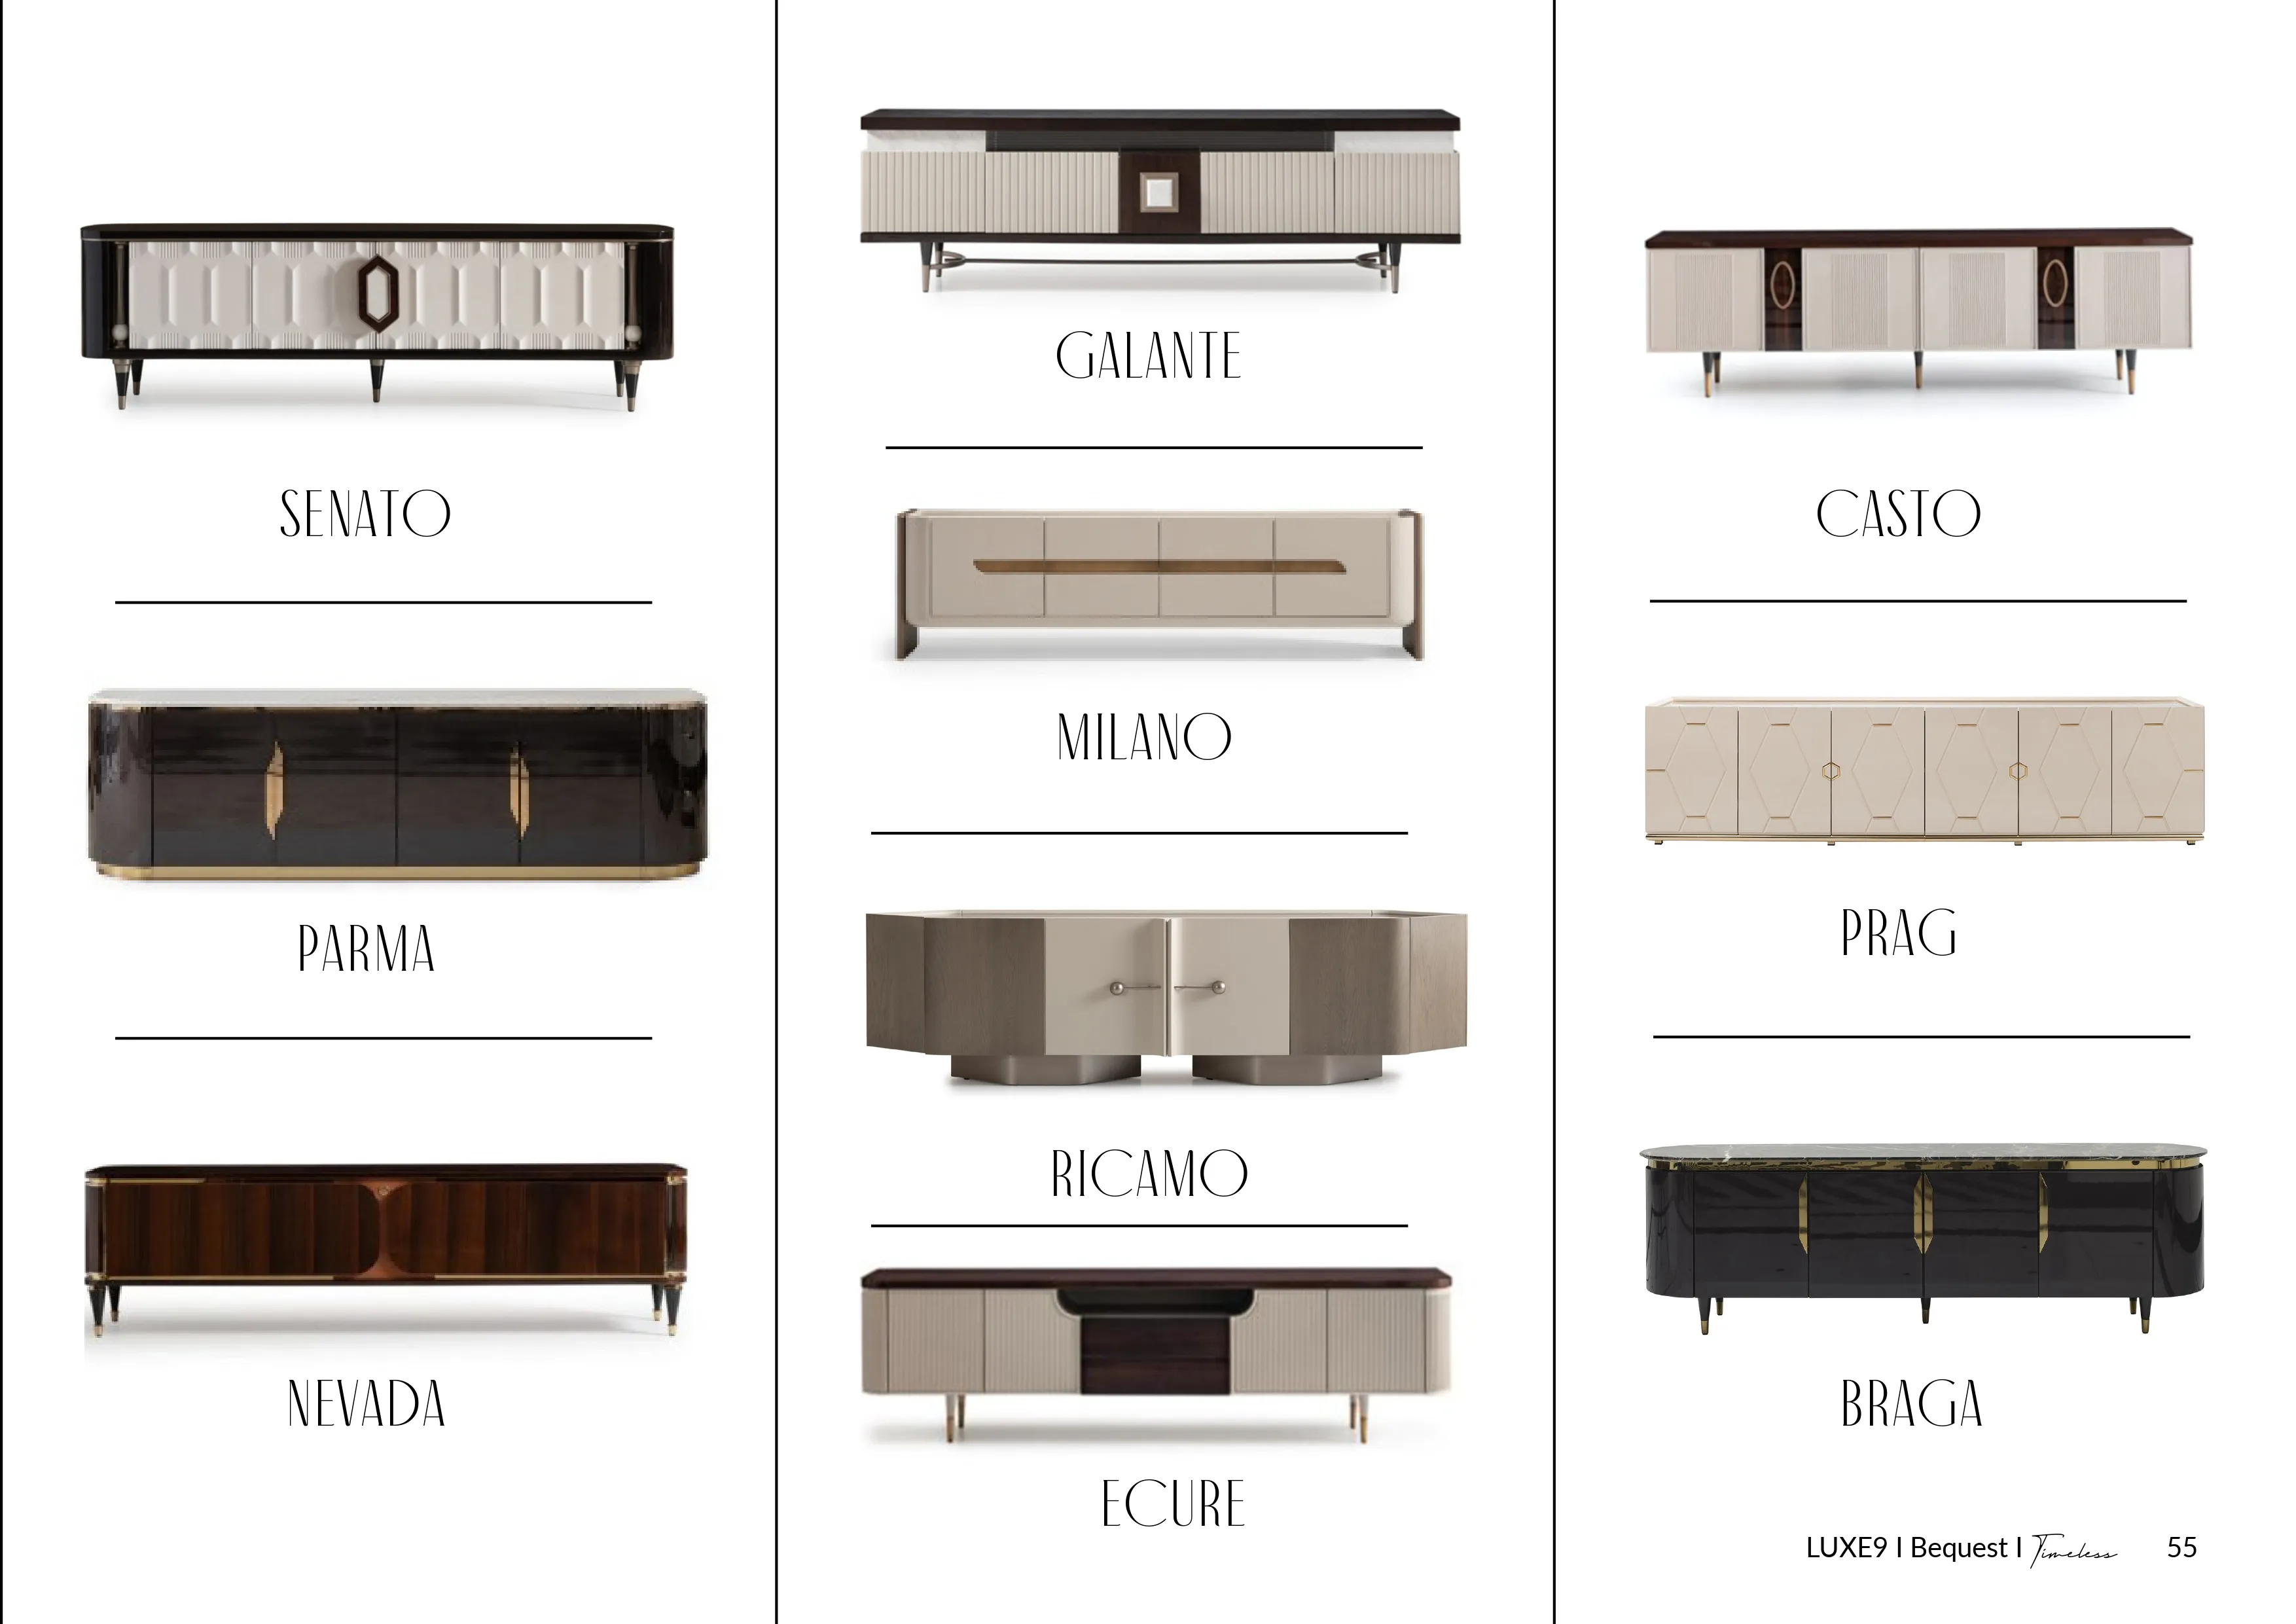 SENATO
PARMA
NEVADA
GALANTE
MILANO
RICAMO
ECURE
CASTO
PRAG
BRAGA
LUXE9 I Bequest I Timeless 55